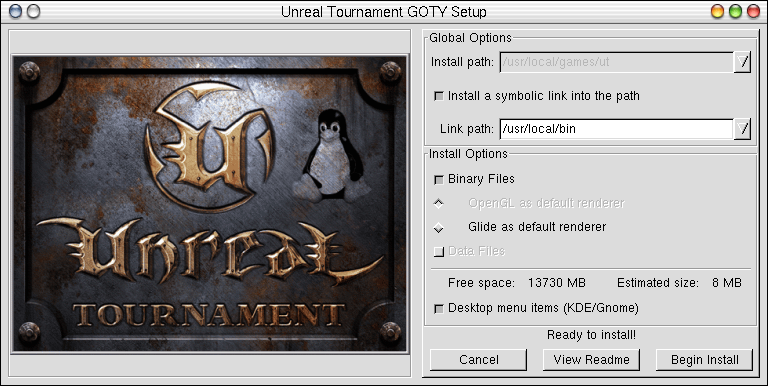 Unreal Tournament GOTY Setup
Global Options
Install path: /usr/local/games/ut
Install a symbolic link into the path
Link path: /usr/local/bin
Install Options
Binary Files
OpenGL as default renderer
Glide as default renderer
Data Files
Free space: 13730 MB Estimated size: 8 MB
Desktop menu items (KDE/Gnome)
Ready to install!
Cancel View Readme Begin Install
U
Unreal
TOURNAMENT